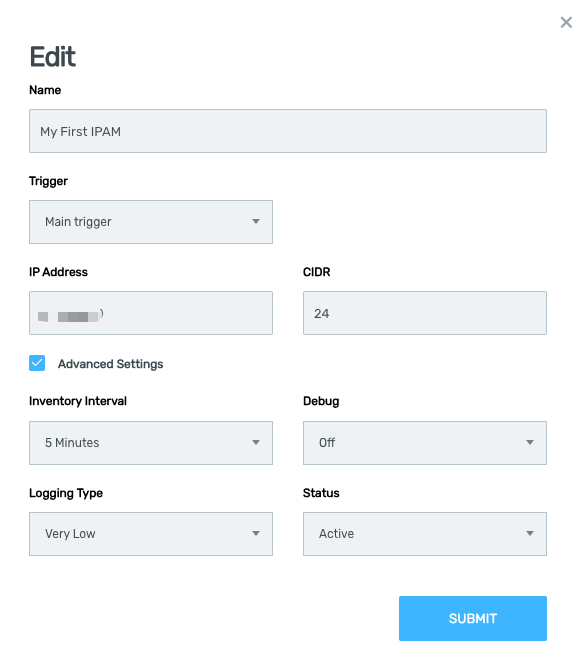 Edit
Name
My First IPAM
Trigger
Main trigger
IP Address
CIDR
24
Advanced Settings
Inventory Interval
Debug
5 Minutes
Off
Logging Type
Status
Very Low
Active
SUBMIT